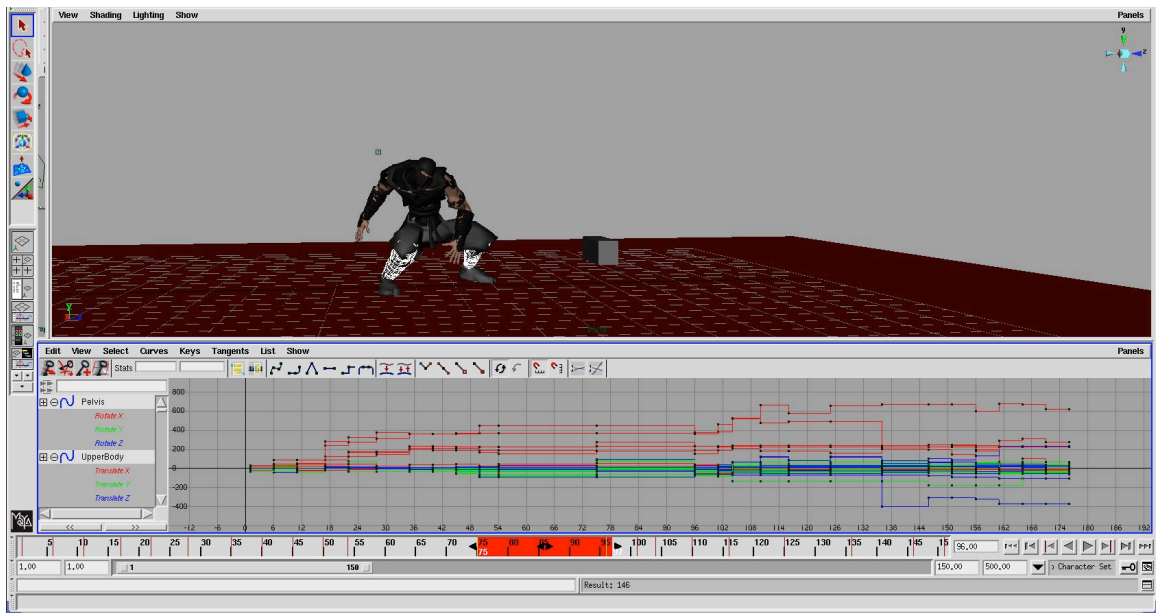 View Shading Lighting Show Panels
y
z
y
Edit View Select Curves Keys Tangents List Show Panels
Stats
Pelvis
Rotate X
Rotate Y
Rotate Z
UpperBody
Translate X
Translate Y
Translate Z
<< >>
800
600
400
200
0
-200
-400
-12 -6 0 6 12 18 24 30 36 42 48 54 60 66 72 78 84 90 96 102 108 114 120 126 132 138 144 150 156 162 168 174 180 186 192
MAYA
5 10 15 20 25 30 35 40 45 50 55 60 65 70 75 80 85 90 95 100 105 110 115 120 125 130 135 140 145 15
75
96.00
1.00 1.00 1 150 150.00 500.00 Character Set
Result: 146